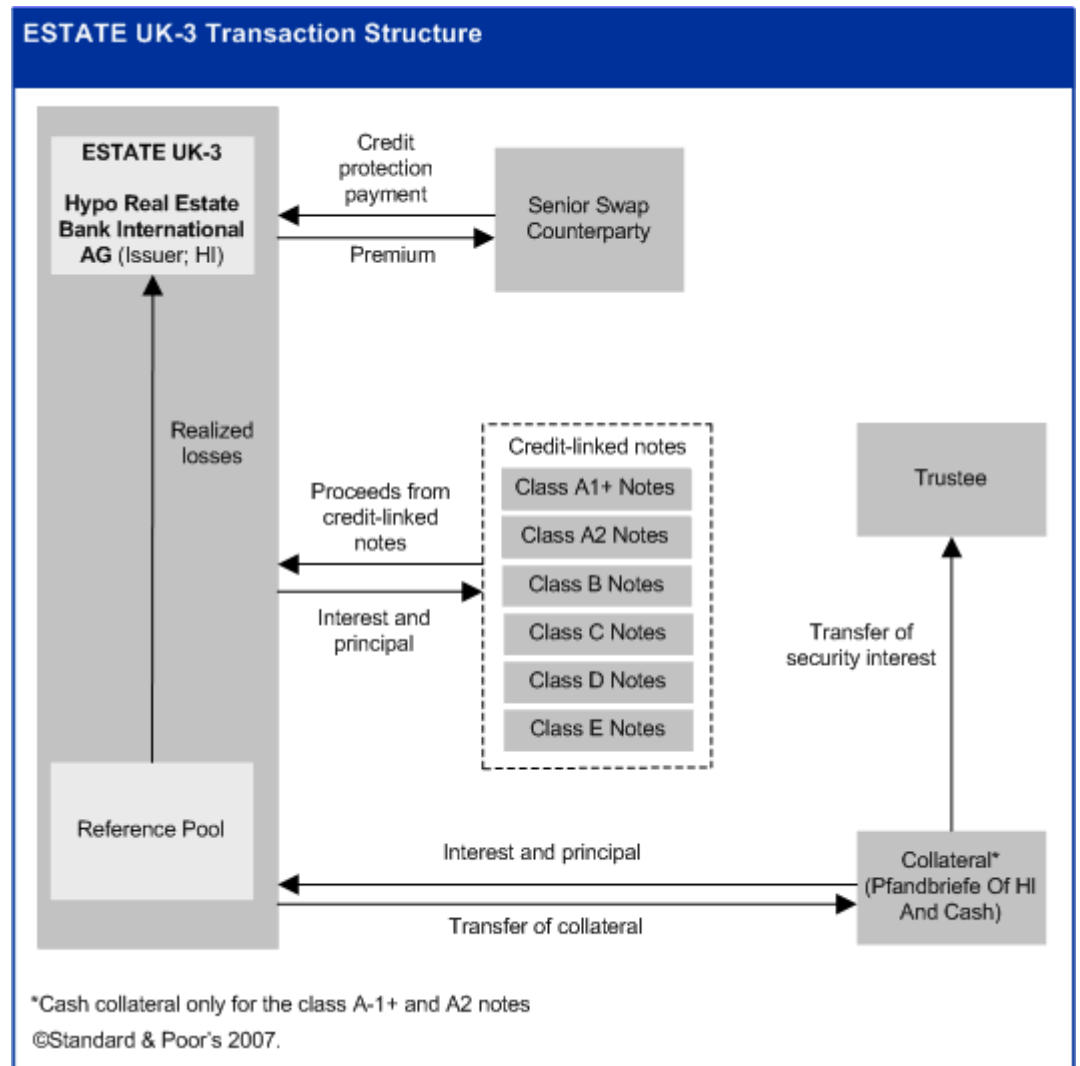 ESTATE UK-3 Transaction Structure
ESTATE UK-3
Hypo Real Estate
Bank International
AG (Issuer; HI)
Credit
protection
payment
Premium
Senior Swap
Counterparty
Realized
losses
Proceeds from
credit-linked
notes
Interest and
principal
Credit-linked notes
Class A1+ Notes
Class A2 Notes
Class B Notes
Class C Notes
Class D Notes
Class E Notes
Trustee
Transfer of
security interest
Reference Pool
Interest and principal
Transfer of collateral
Collateral*
(Pfandbriefe Of HI
And Cash)
*Cash collateral only for the class A-1+ and A2 notes
©Standard & Poor's 2007.